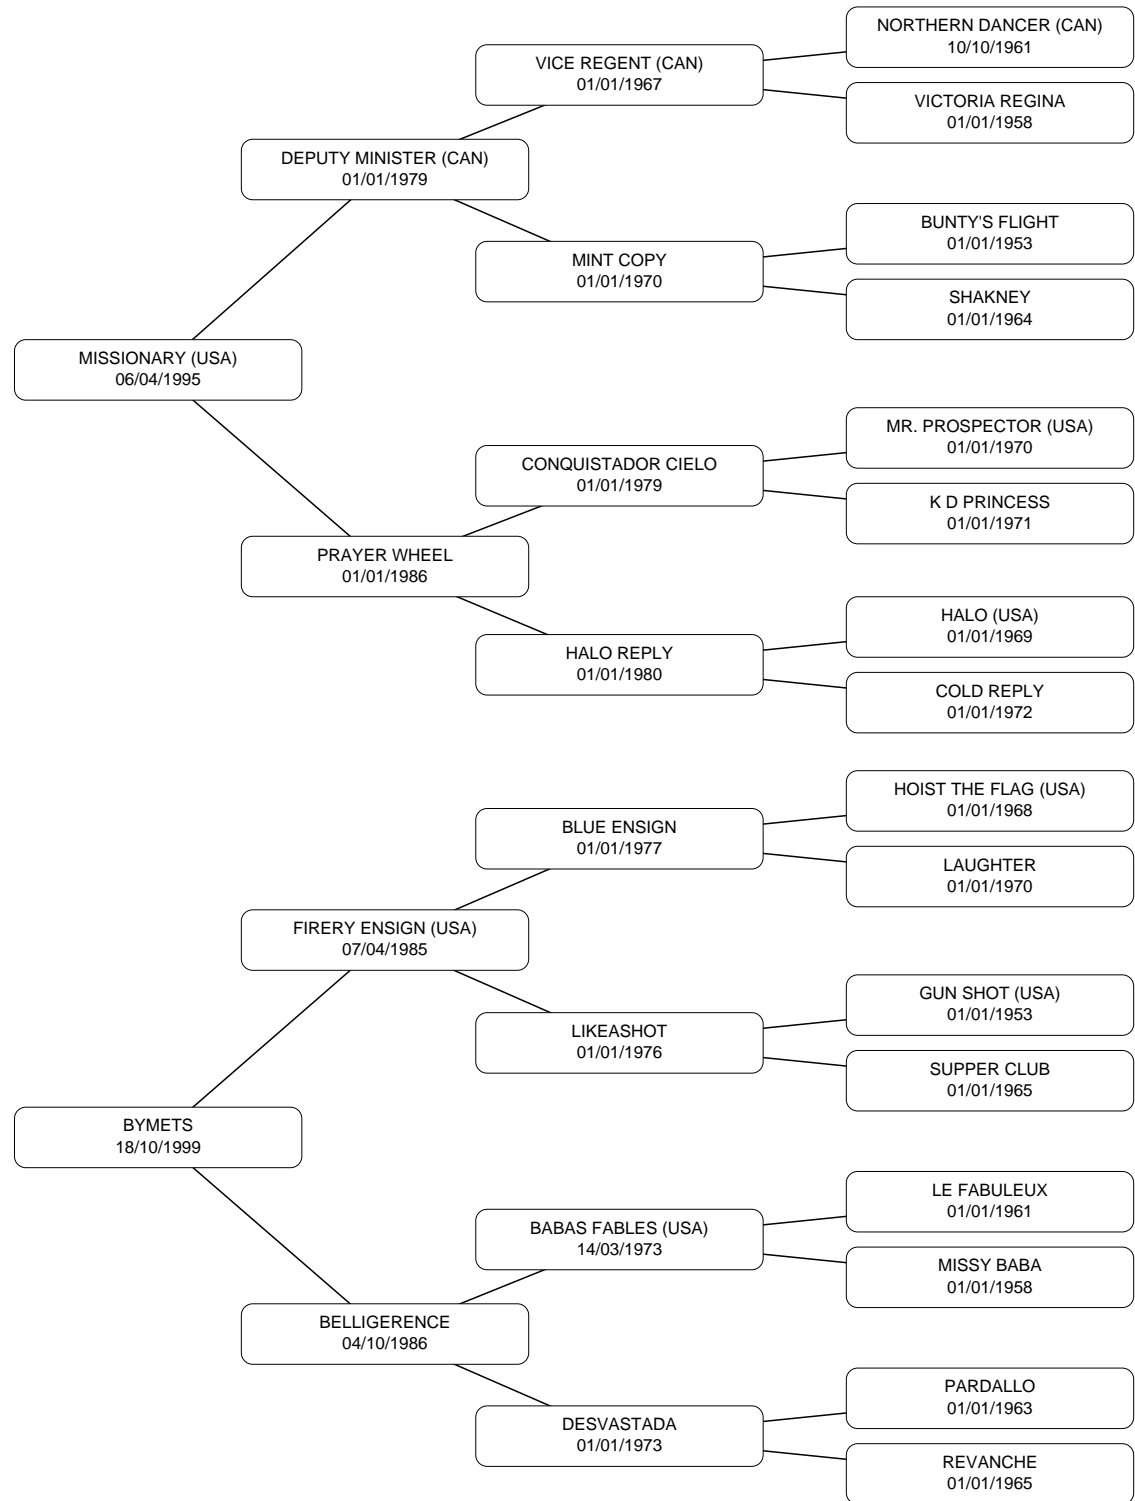 NORTHERN DANCER (CAN)
10/10/1961
VICE REGENT (CAN)
01/01/1967
VICTORIA REGINA
01/01/1958
DEPUTY MINISTER (CAN)
01/01/1979
BUNTY'S FLIGHT
01/01/1953
MINT COPY
01/01/1970
SHAKNEY
01/01/1964
MISSIONARY (USA)
06/04/1995
MR. PROSPECTOR (USA)
01/01/1970
CONQUISTADOR CIELO
01/01/1979
K D PRINCESS
01/01/1971
PRAYER WHEEL
01/01/1986
HALO (USA)
01/01/1969
HALO REPLY
01/01/1980
COLD REPLY
01/01/1972
HOIST THE FLAG (USA)
01/01/1968
BLUE ENSIGN
01/01/1977
LAUGHTER
01/01/1970
FIRERY ENSIGN (USA)
07/04/1985
GUN SHOT (USA)
01/01/1953
LIKEASHOT
01/01/1976
SUPPER CLUB
01/01/1965
BYMETS
18/10/1999
LE FABULEUX
01/01/1961
BABAS FABLES (USA)
14/03/1973
MISSY BABA
01/01/1958
BELLIGERENCE
04/10/1986
PARDALLO
01/01/1963
DESVASTADA
01/01/1973
REVANCHE
01/01/1965